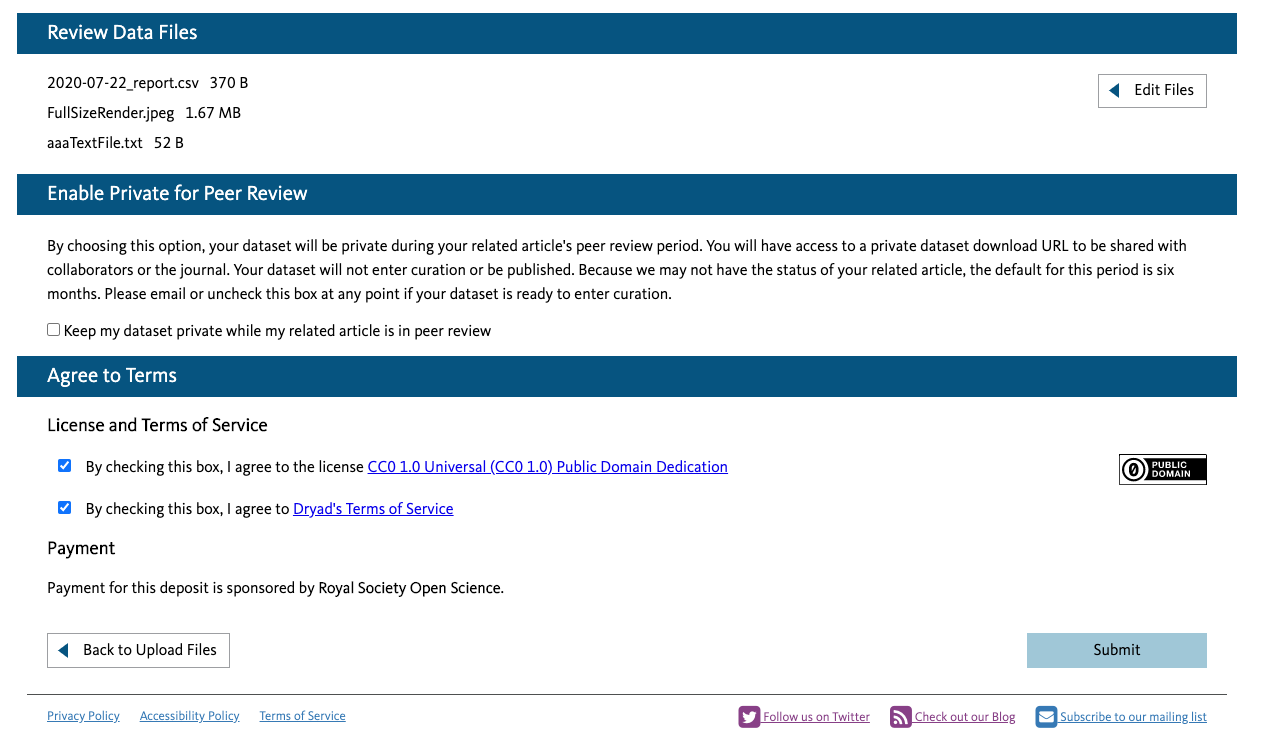 Review Data Files
2020-07-22_report.csv 370 B
Edit Files
FullSizeRender.jpeg 1.67 MB
aaaTextFile.txt 52 B
Enable Private for Peer Review
By choosing this option, your dataset will be private during your related article's peer review period. You will have access to a private dataset download URL to be shared with
collaborators or the journal. Your dataset will not enter curation or be published. Because we may not have the status of your related article, the default for this period is six
months. Please email or uncheck this box at any point if your dataset is ready to enter curation.
Keep my dataset private while my related article is in peer review
Agree to Terms
License and Terms of Service
By checking this box, I agree to the license CC0 1.0 Universal (CC0 1.0) Public Domain Dedication
0 PUBLIC
DOMAIN
By checking this box, I agree to Dryad's Terms of Service
Payment
Payment for this deposit is sponsored by Royal Society Open Science.
Back to Upload Files
Submit
Privacy Policy Accessibility Policy Terms of Service
Follow us on Twitter Check out our Blog Subscribe to our mailing list